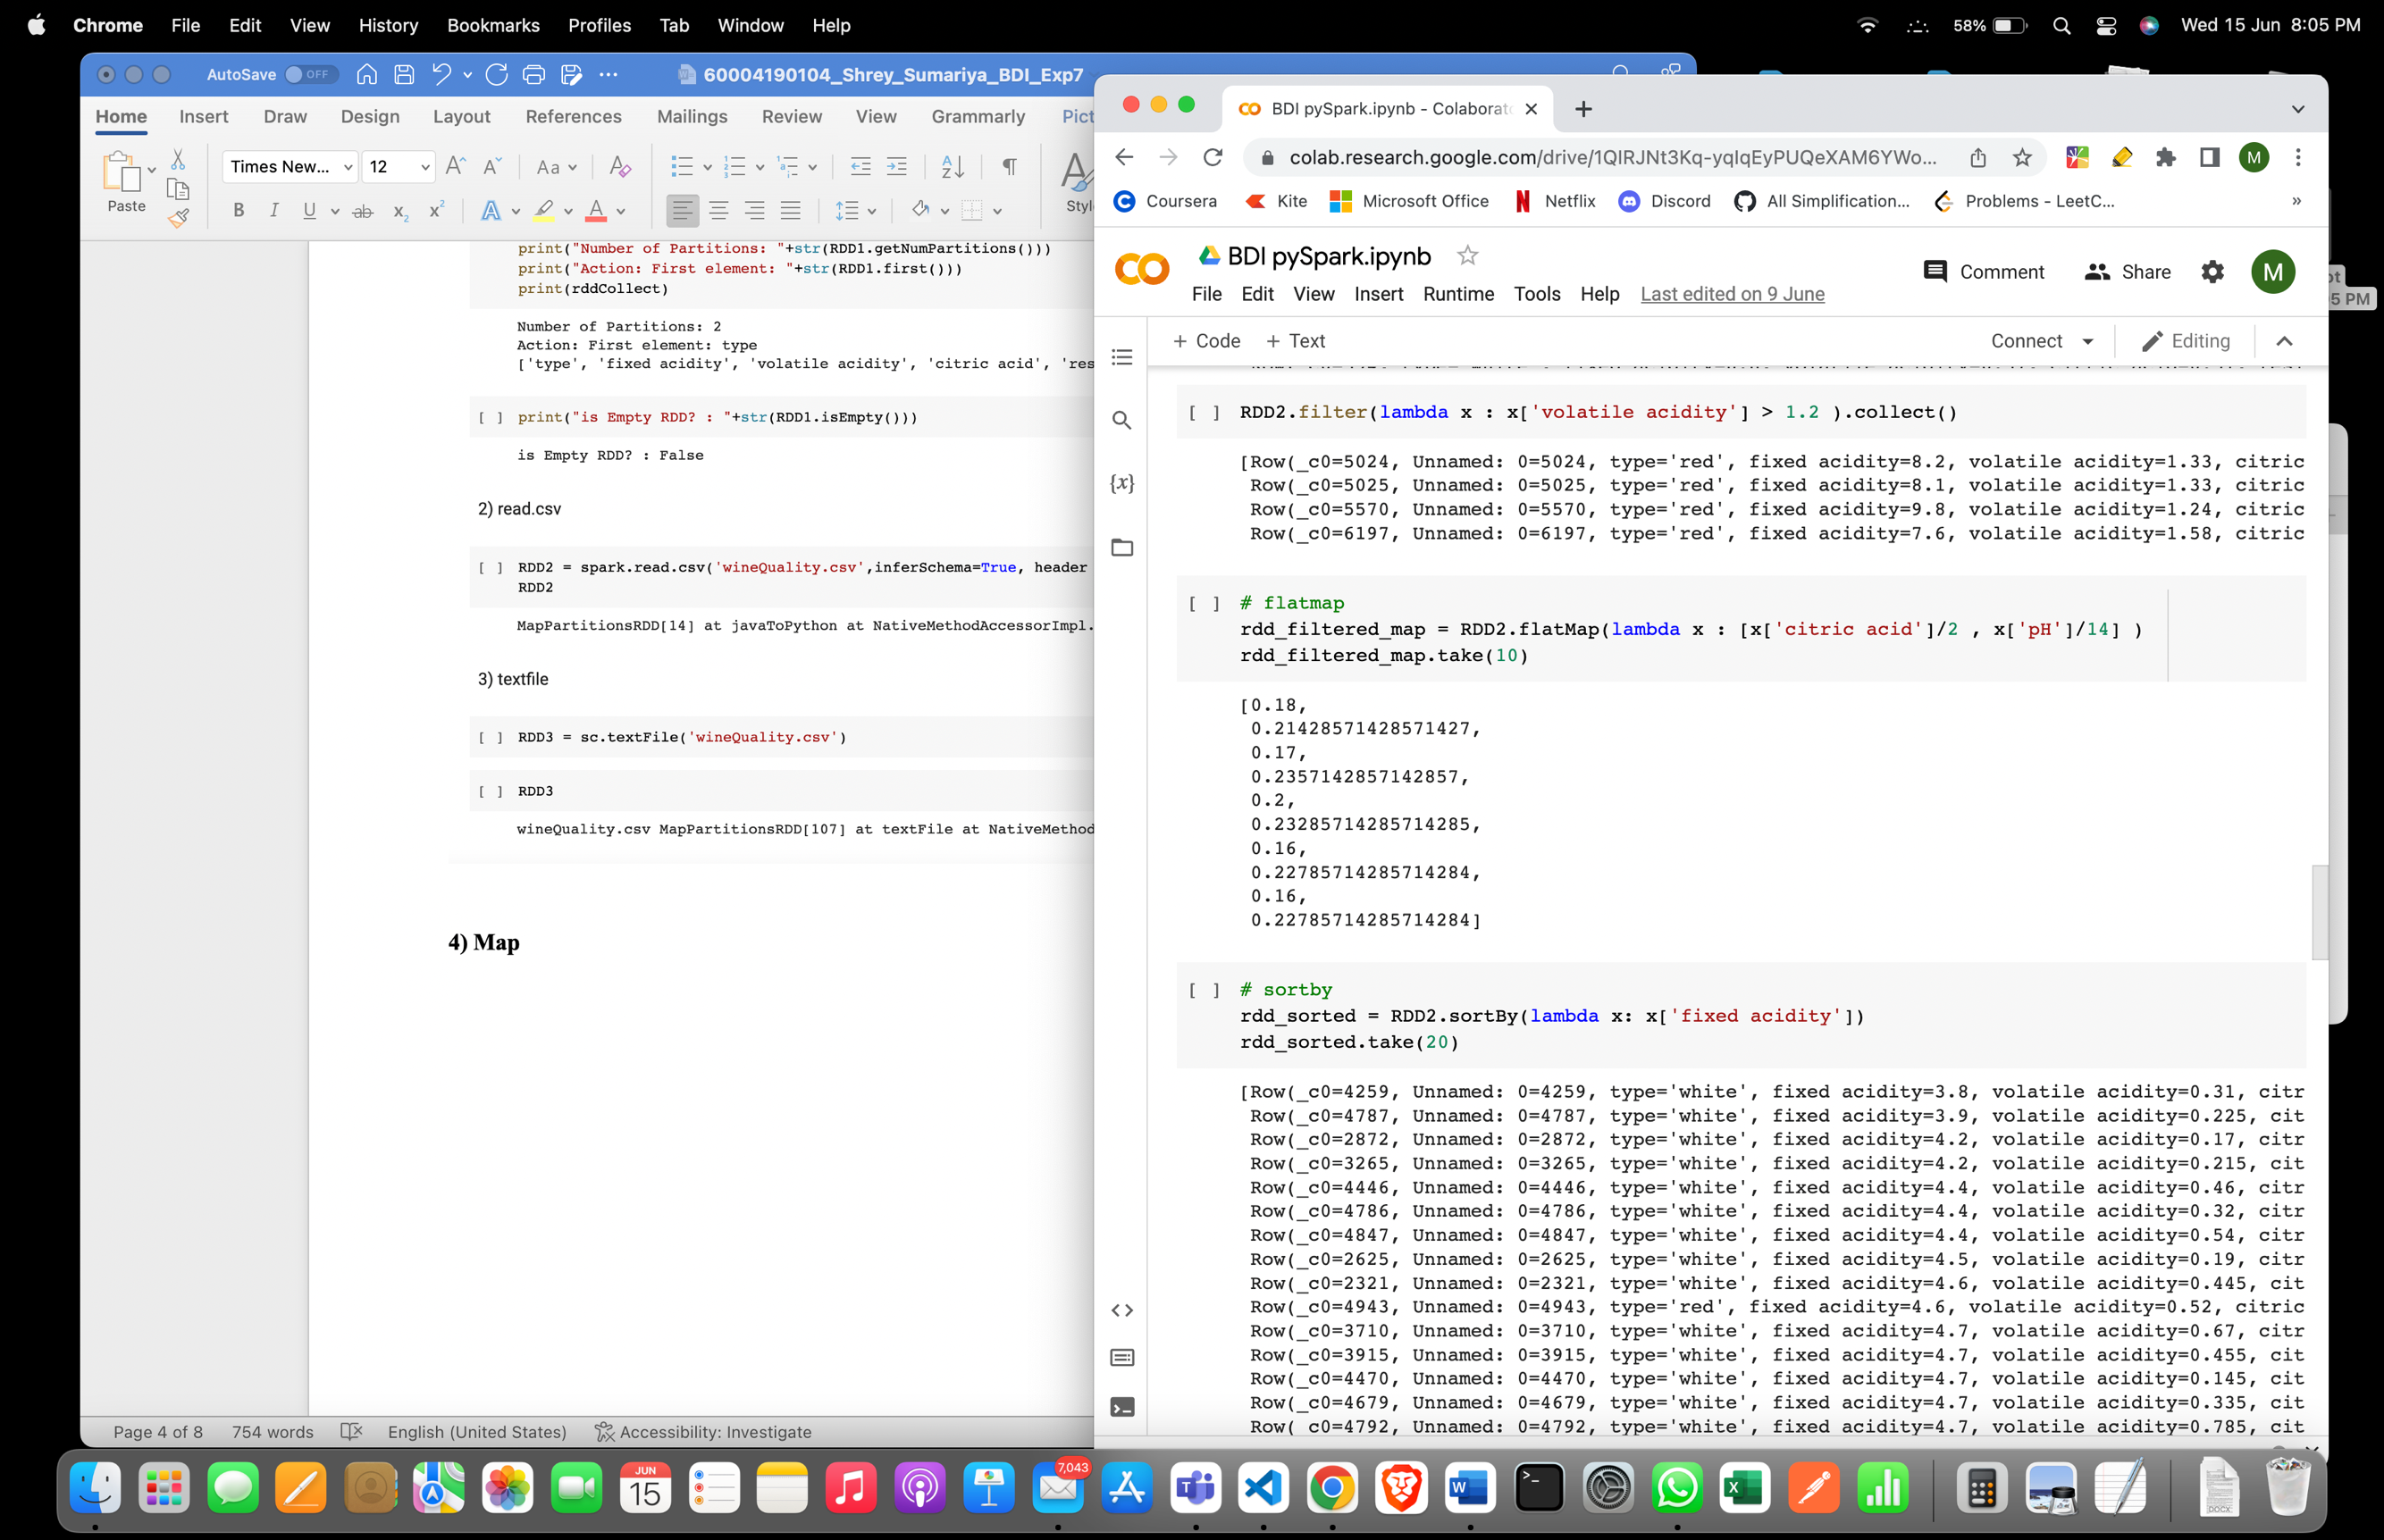 Chrome File Edit View History Bookmarks Profiles Tab Window Help 58% Wed 15 Jun 8:05 PM
AutoSave OFF 60004190104_Shrey_Sumariya_BDI_Exp7
Home Insert Draw Design Layout References Mailings Review View Grammarly Pict
Paste
Times New... 12
Styl
print("Number of Partitions: "+str(RDD1.getNumPartitions()))
print("Action: First element: "+str(RDD1.first()))
print(rddCollect)
Number of Partitions: 2
Action: First element: type
['type', 'fixed acidity', 'volatile acidity', 'citric acid', 'res
[ ] print("is Empty RDD? : "+str(RDD1.isEmpty()))
is Empty RDD? : False
2) read.csv
[ ] RDD2 = spark.read.csv('wineQuality.csv',inferSchema=True, header
RDD2
MapPartitionsRDD[14] at javaToPython at NativeMethodAccessorImpl.
3) textfile
[ ] RDD3 = sc.textFile('wineQuality.csv')
[ ] RDD3
wineQuality.csv MapPartitionsRDD[107] at textFile at NativeMethod
4) Map
Page 4 of 8 754 words English (United States) Accessibility: Investigate
BDI pySpark.ipynb - Colaborato
colab.research.google.com/drive/1QIRJNt3Kq-yqIqEyPUQeXAM6YWo...
M
Coursera Kite Microsoft Office Netflix Discord All Simplification... Problems - LeetC... »
BDI pySpark.ipynb
File Edit View Insert Runtime Tools Help Last edited on 9 June
Comment Share M
5 PM
+ Code + Text Connect Editing
[ ] RDD2.filter(lambda x : x['volatile acidity'] > 1.2 ).collect()
[Row(_c0=5024, Unnamed: 0=5024, type='red', fixed acidity=8.2, volatile acidity=1.33, citric
Row(_c0=5025, Unnamed: 0=5025, type='red', fixed acidity=8.1, volatile acidity=1.33, citric
Row(_c0=5570, Unnamed: 0=5570, type='red', fixed acidity=9.8, volatile acidity=1.24, citric
Row(_c0=6197, Unnamed: 0=6197, type='red', fixed acidity=7.6, volatile acidity=1.58, citric
[ ] # flatmap
rdd_filtered_map = RDD2.flatMap(lambda x : [x['citric acid']/2 , x['pH']/14] )
rdd_filtered_map.take(10)
[0.18,
0.21428571428571427,
0.17,
0.2357142857142857,
0.2,
0.23285714285714285,
0.16,
0.22785714285714284,
0.16,
0.22785714285714284]
[ ] # sortby
rdd_sorted = RDD2.sortBy(lambda x: x['fixed acidity'])
rdd_sorted.take(20)
[Row(_c0=4259, Unnamed: 0=4259, type='white', fixed acidity=3.8, volatile acidity=0.31, citr
Row(_c0=4787, Unnamed: 0=4787, type='white', fixed acidity=3.9, volatile acidity=0.225, cit
Row(_c0=2872, Unnamed: 0=2872, type='white', fixed acidity=4.2, volatile acidity=0.17, citr
Row(_c0=3265, Unnamed: 0=3265, type='white', fixed acidity=4.2, volatile acidity=0.215, cit
Row(_c0=4446, Unnamed: 0=4446, type='white', fixed acidity=4.4, volatile acidity=0.46, citr
Row(_c0=4786, Unnamed: 0=4786, type='white', fixed acidity=4.4, volatile acidity=0.32, citr
Row(_c0=4847, Unnamed: 0=4847, type='white', fixed acidity=4.4, volatile acidity=0.54, citr
Row(_c0=2625, Unnamed: 0=2625, type='white', fixed acidity=4.5, volatile acidity=0.19, citr
Row(_c0=2321, Unnamed: 0=2321, type='white', fixed acidity=4.6, volatile acidity=0.445, cit
Row(_c0=4943, Unnamed: 0=4943, type='red', fixed acidity=4.6, volatile acidity=0.52, citric
Row(_c0=3710, Unnamed: 0=3710, type='white', fixed acidity=4.7, volatile acidity=0.67, citr
Row(_c0=3915, Unnamed: 0=3915, type='white', fixed acidity=4.7, volatile acidity=0.455, cit
Row(_c0=4470, Unnamed: 0=4470, type='white', fixed acidity=4.7, volatile acidity=0.145, cit
Row(_c0=4679, Unnamed: 0=4679, type='white', fixed acidity=4.7, volatile acidity=0.335, cit
Row(_c0=4792, Unnamed: 0=4792, type='white', fixed acidity=4.7, volatile acidity=0.785, cit
JUN
15
7,043
DOCX